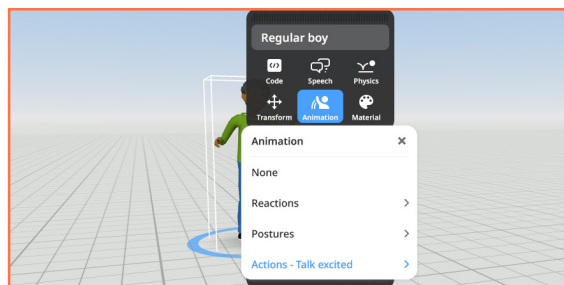 Regular boy
Code Speech Physics
Transform Animation Material
Animation
None
Reactions
Postures
Actions - Talk excited